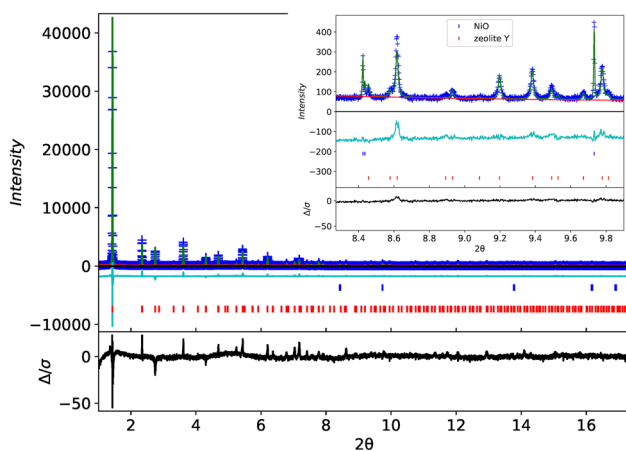 40000
30000
20000
10000
0
−10000
Intensity
0
−50
Δ/σ
2 4 6 8 10 12 14 16
2θ
NiO
zeolite Y
400
300
200
100
0
−100
−200
−300
Intensity
0
−50
Δ/σ
8.4 8.6 8.8 9.0 9.2 9.4 9.6 9.8
2θ